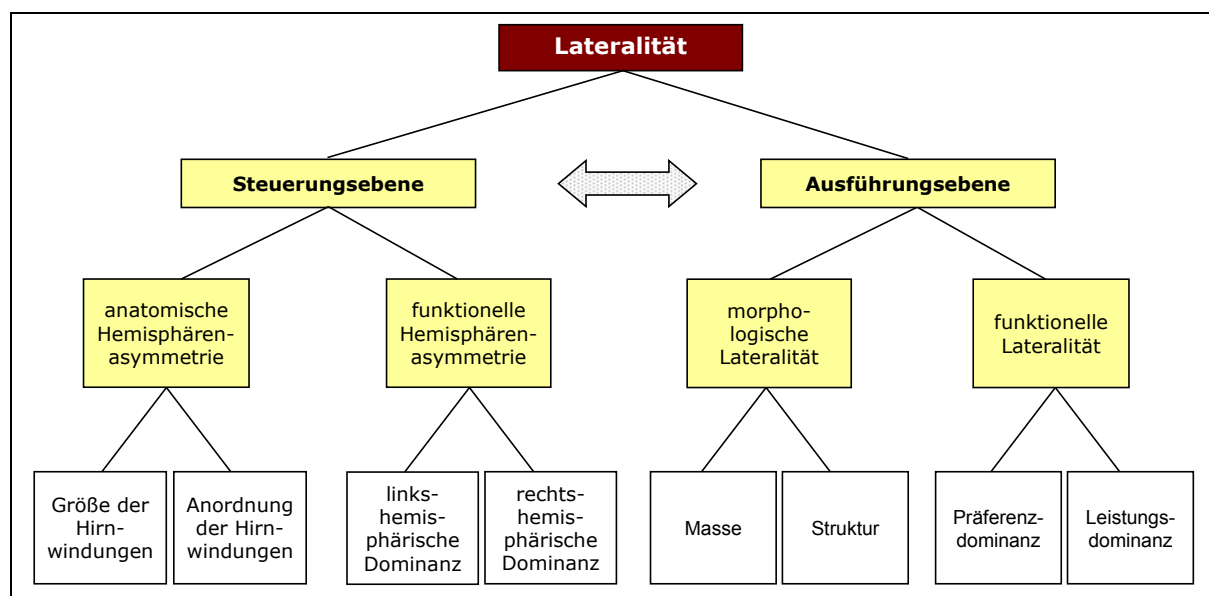 Lateralität
Steuerungsebene
Ausführungsebene
anatomische
Hemisphären-
asymmetrie
funktionelle
Hemisphären-
asymmetrie
morpho-
logische
Lateralität
funktionelle
Lateralität
Größe der
Hirn-
windungen
Anordnung
der Hirn-
windungen
links-
hemis-
phärische
Dominanz
rechts-
hemis-
phärische
Dominanz
Masse
Struktur
Präferenz-
dominanz
Leistungs-
dominanz